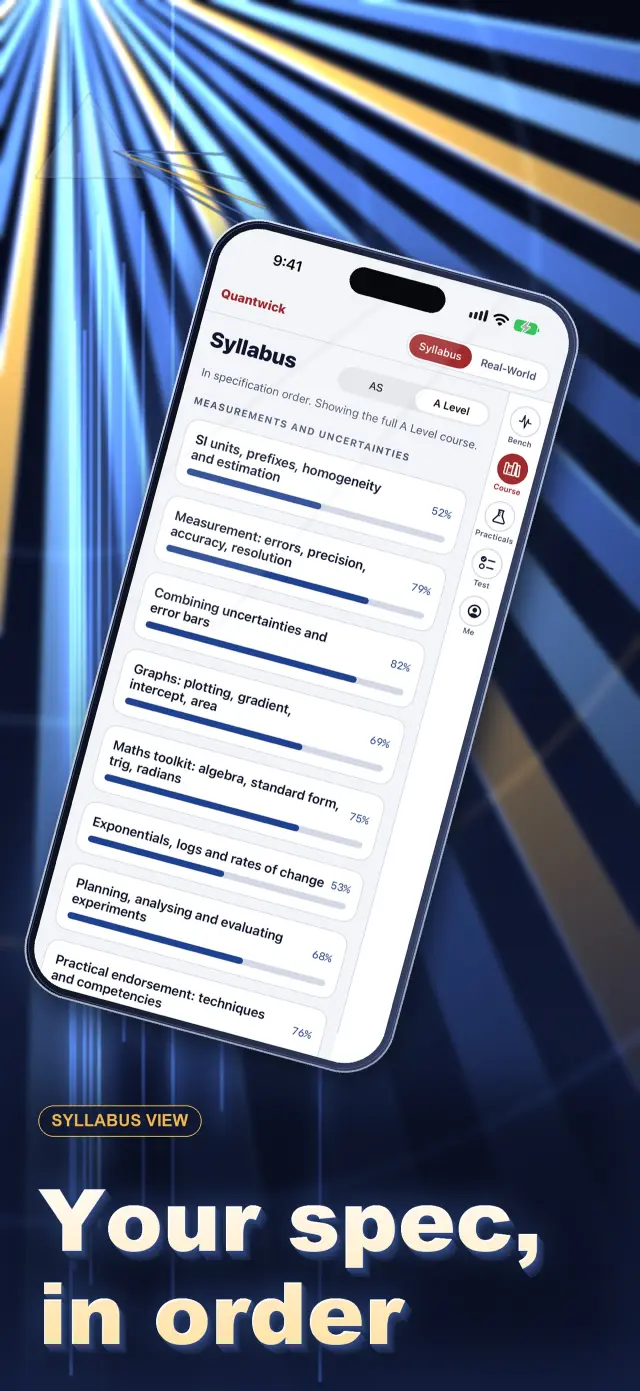 9:41
Quantwick
Syllabus
Real-World
Syllabus
AS
A Level
In specification order. Showing the full A Level course.
MEASUREMENTS AND UNCERTAINTIES
SI units, prefixes, homogeneity
and estimation
52%
Measurement: errors, precision,
accuracy, resolution
79%
Combining uncertainties and
error bars
82%
Graphs: plotting, gradient,
intercept, area
69%
Maths toolkit: algebra, standard form,
trig, radians
75%
Exponentials, logs and rates of change
53%
Planning, analysing and evaluating
experiments
68%
Practical endorsement: techniques
and competencies
76%
Bench
Course
Practicals
Test
Me
SYLLABUS VIEW
Your spec,
in order